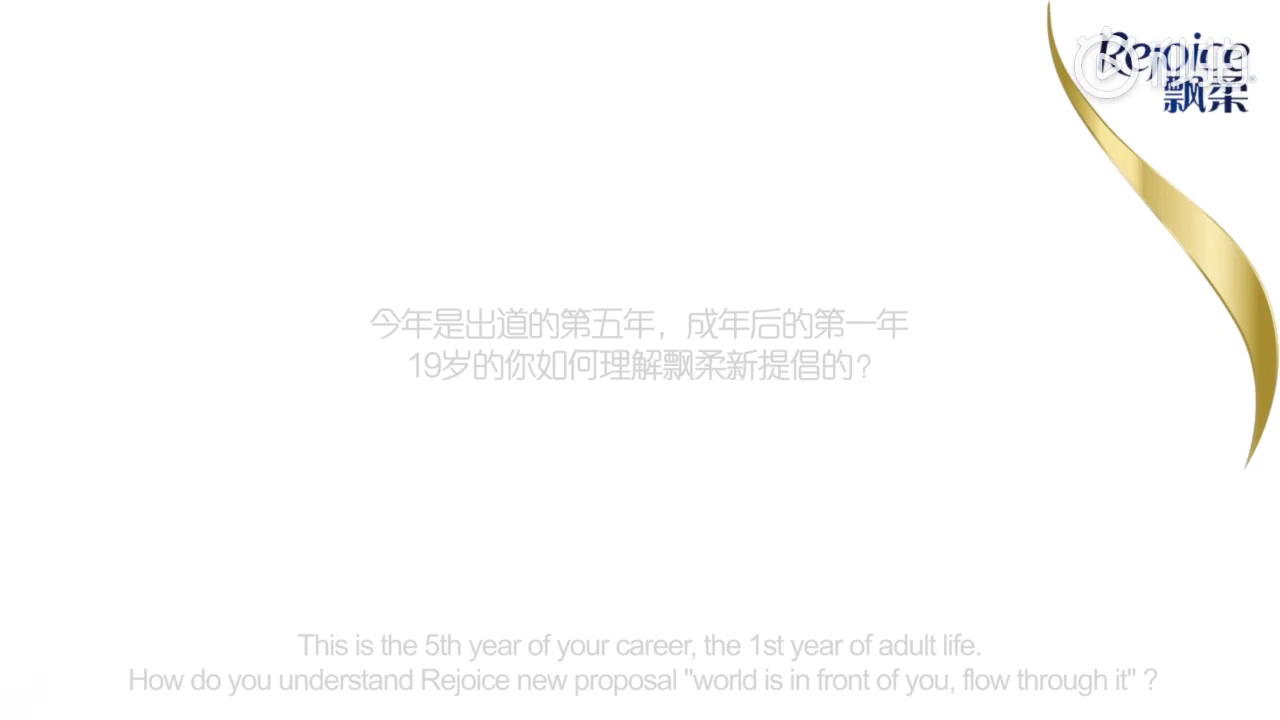 Rejoice
飘柔
秒拍
今年是出道的第五年，成年后的第一年
19岁的你如何理解飘柔新提倡的？
This is the 5th year of your career, the 1st year of adult life.
How do you understand Rejoice new proposal "world is in front of you, flow through it" ?